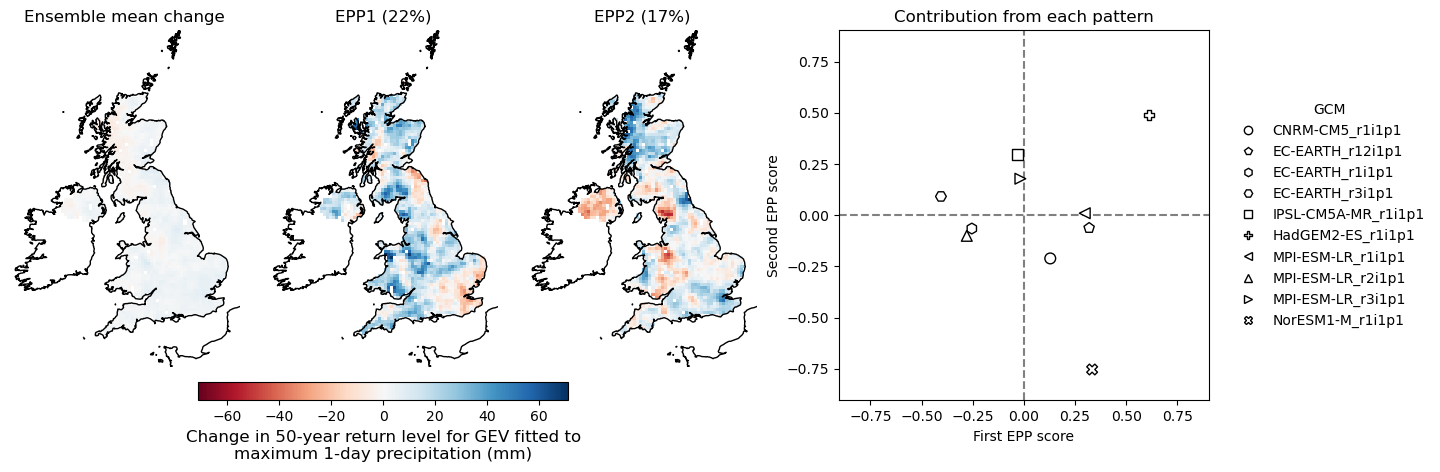 Ensemble mean change
EPP1 (22%)
EPP2 (17%)
−60 −40 −20 0 20 40 60
Change in 50-year return level for GEV fitted to
maximum 1-day precipitation (mm)
Contribution from each pattern
Second EPP score
0.75
0.50
0.25
0.00
−0.25
−0.50
−0.75
−0.75 −0.50 −0.25 0.00 0.25 0.50 0.75
First EPP score
GCM
CNRM-CM5_r1i1p1
EC-EARTH_r12i1p1
EC-EARTH_r1i1p1
EC-EARTH_r3i1p1
IPSL-CM5A-MR_r1i1p1
HadGEM2-ES_r1i1p1
MPI-ESM-LR_r1i1p1
MPI-ESM-LR_r2i1p1
MPI-ESM-LR_r3i1p1
NorESM1-M_r1i1p1